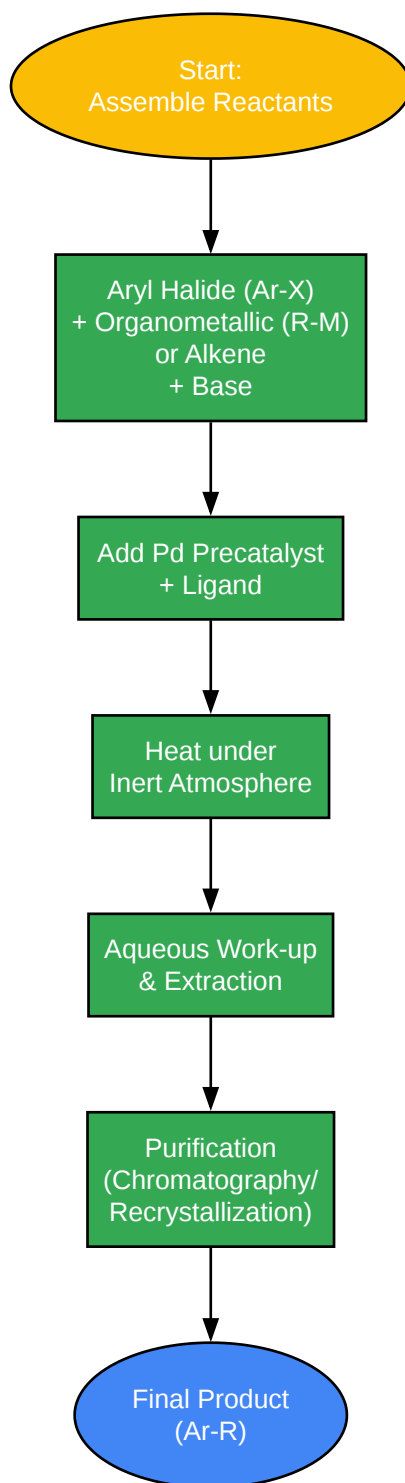 Start:
Assemble Reactants
Aryl Halide (Ar-X)
+ Organometallic (R-M)
or Alkene
+ Base
Add Pd Precatalyst
+ Ligand
Heat under
Inert Atmosphere
Aqueous Work-up
& Extraction
Purification
(Chromatography/
Recrystallization)
Final Product
(Ar-R)